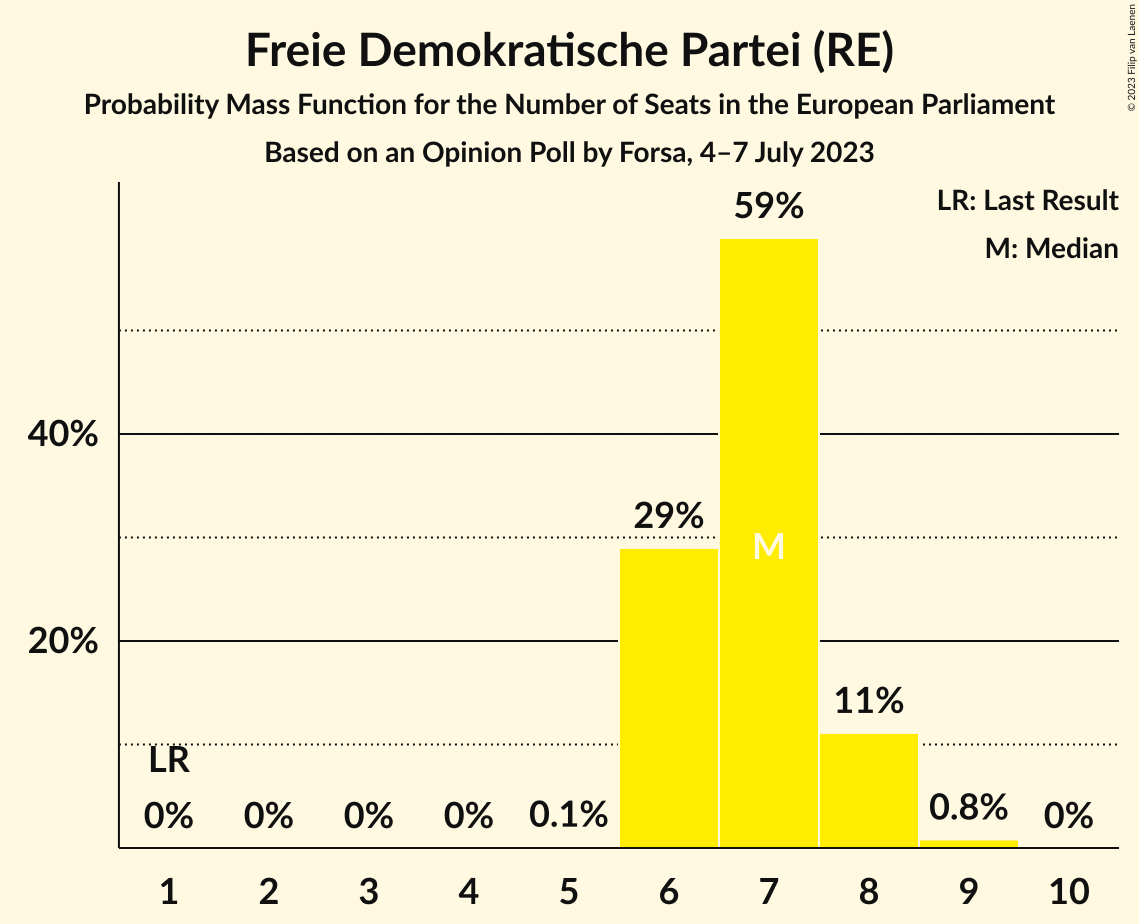 Freie Demokratische Partei (RE)
Probability Mass Function for the Number of Seats in the European Parliament
Based on an Opinion Poll by Forsa, 4–7 July 2023
© 2023 Filip van Laenen
LR: Last Result
M: Median
59%
40%
29%
M
20%
11%
LR
0% 0% 0% 0% 0.1% 0.8% 0%
1 2 3 4 5 6 7 8 9 10